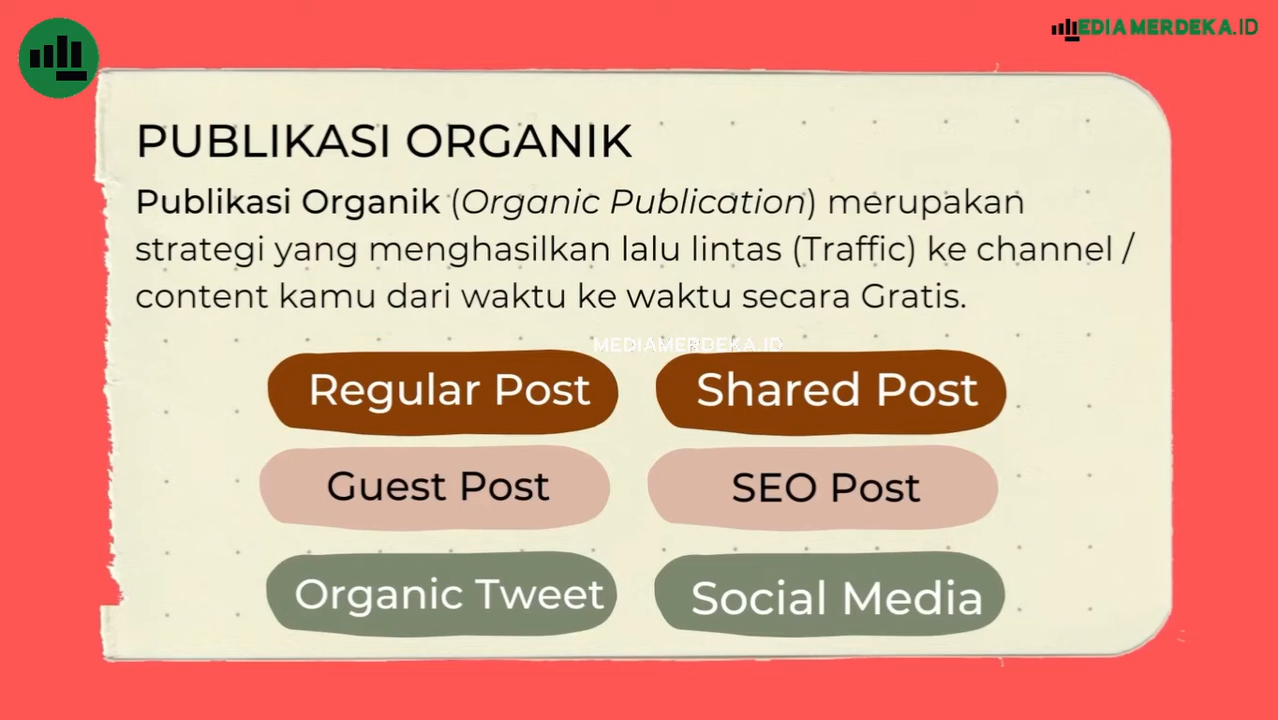 MEDIA MERDEKA.ID
PUBLIKASI ORGANIK
Publikasi Organik (Organic Publication) merupakan
strategi yang menghasilkan lalu lintas (Traffic) ke channel /
content kamu dari waktu ke waktu secara Gratis.
MEDIAMERDEKA.ID
Regular Post
Shared Post
Guest Post
SEO Post
Organic Tweet
Social Media